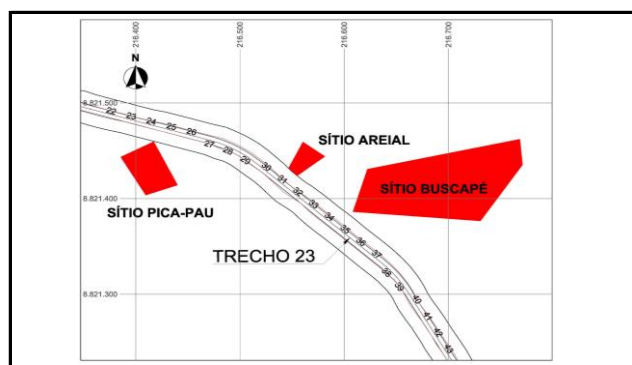 216.400
216.500
216.600
216.700
N
8.821.500
22 23 24 25 26 27 28 29 30 31 32 33 34 35 36 37 38 39 40 41 42 43
SÍTIO AREIAL
SÍTIO BUSCAPÉ
8.821.400
SÍTIO PICA-PAU
TRECHO 23
8.821.300